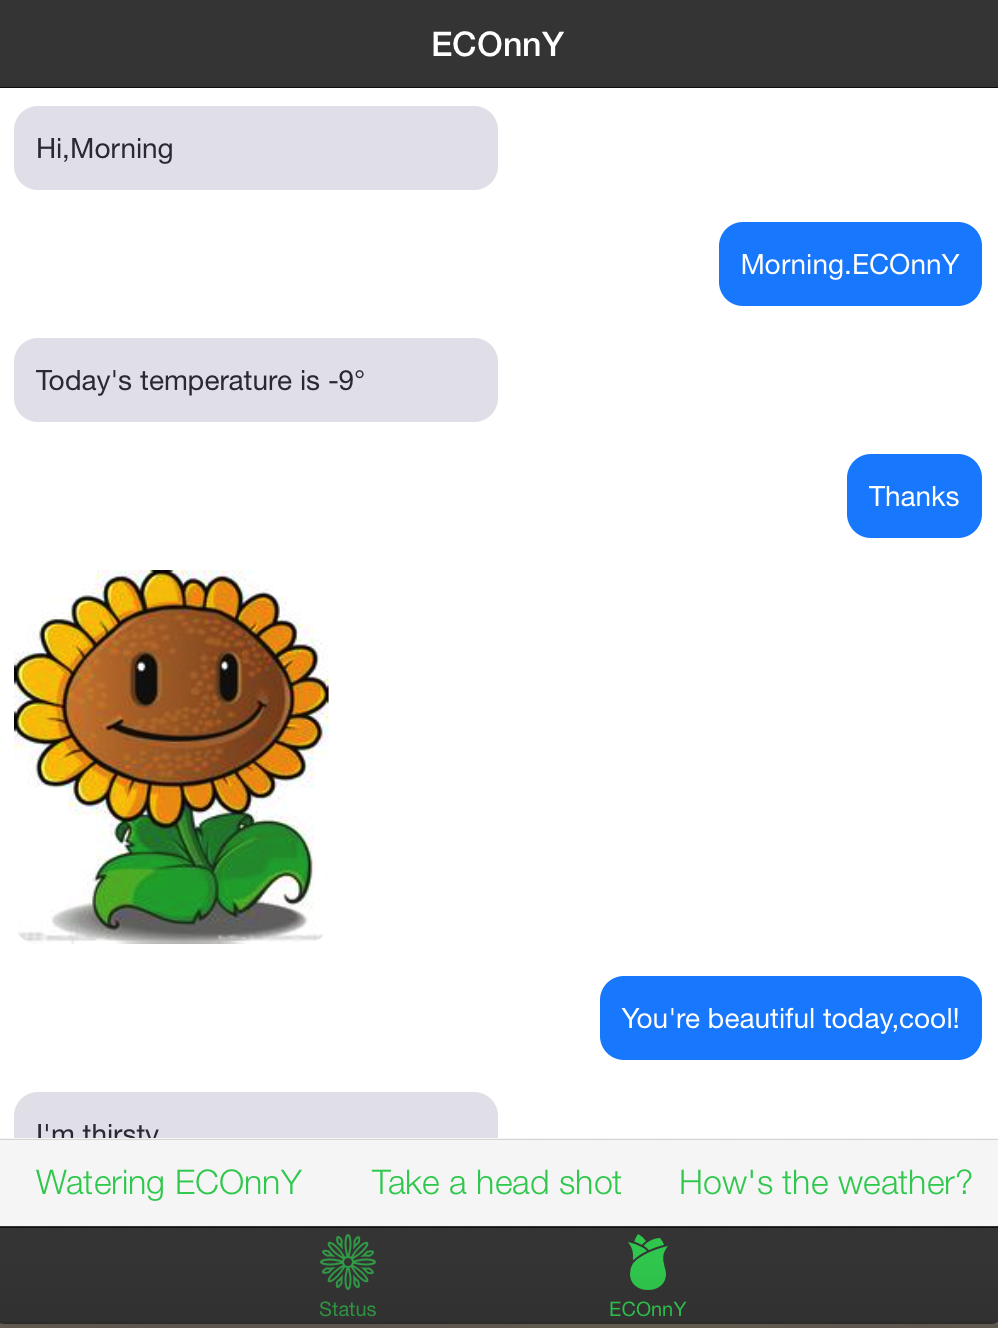 ECOnnY
Hi,Morning
Morning.ECOnnY
Today's temperature is -9°
Thanks
You're beautiful today,cool!
I'm thirsty
Watering ECOnnY
Take a head shot
How's the weather?
Status
ECOnnY